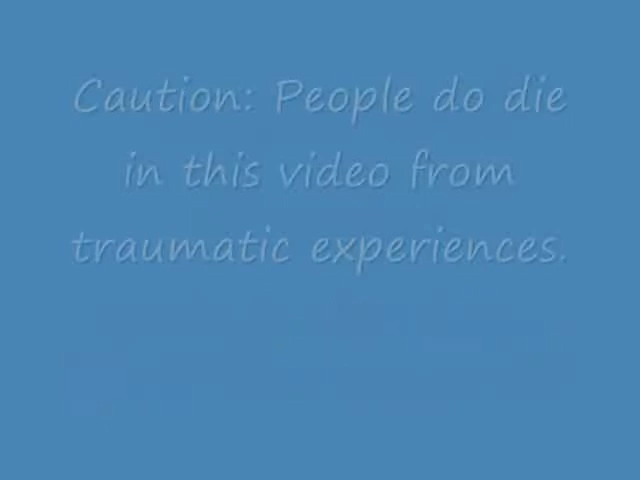 Caution: People do die
in this video from
traumatic experiences.